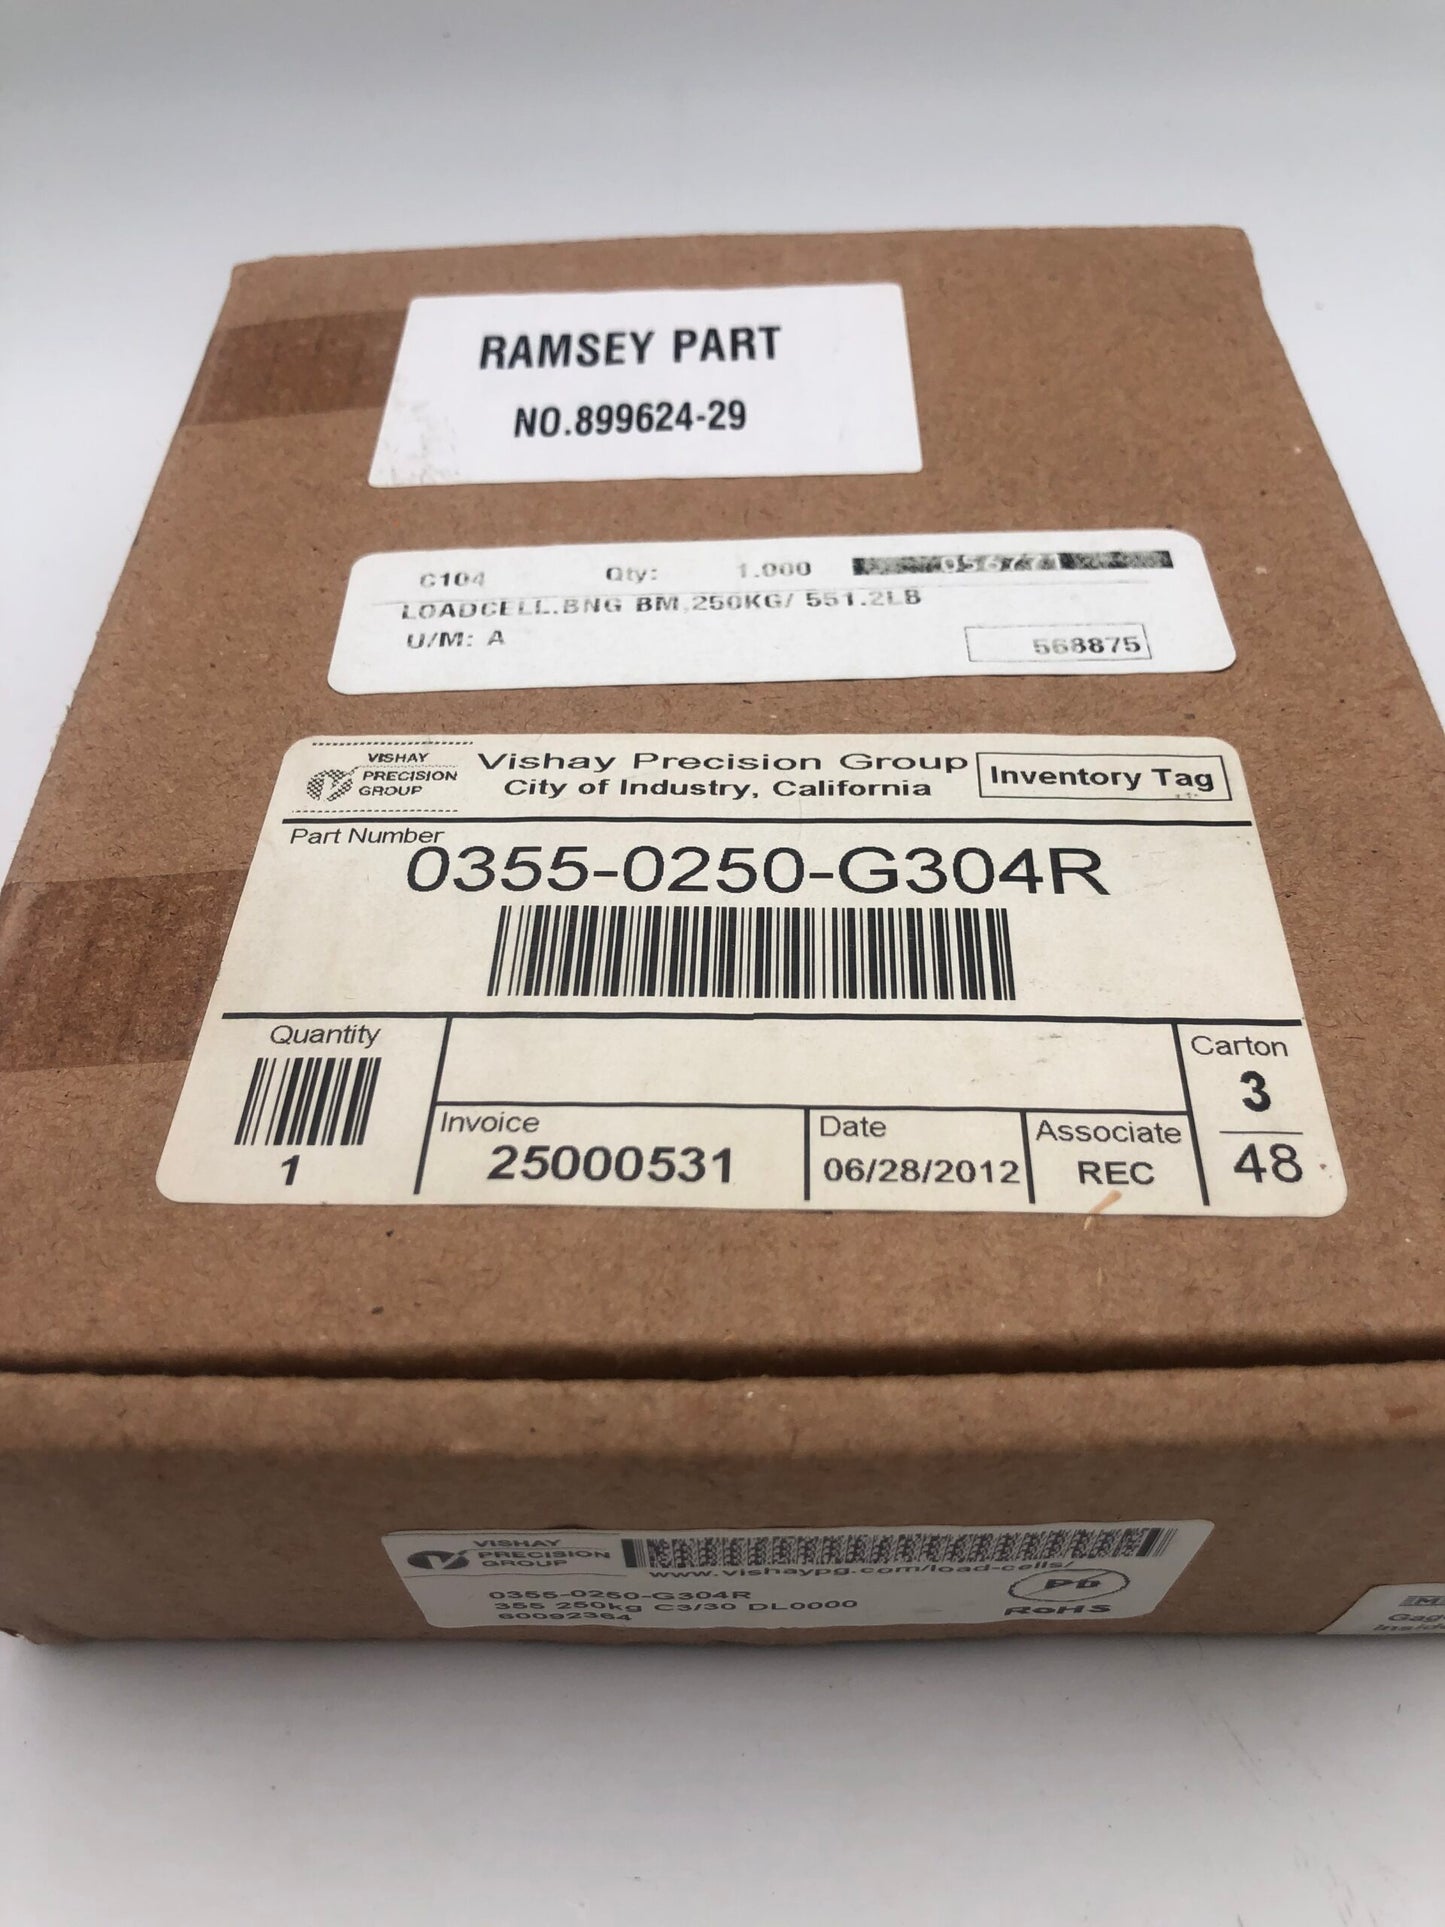 RAMSEY PART
NO.899624-29
C104 Qty: 1.000 056771
LOADCELL.BNG BM,250KG/ 551.2LB
U/M: A
568875
VISHAY
PRECISION
GROUP
Vishay Precision Group
City of Industry, California
Inventory Tag
Part Number
0355-0250-G304R
Quantity
1
Invoice
25000531
Date
06/28/2012
Associate
REC
Carton
3
48
VISHAY
PRECISION
GROUP
www.vishaypg.com/load-cells/
0355-0250-G304R
355 250kg C3/30 DL0000
60092364
Pb
RoHS